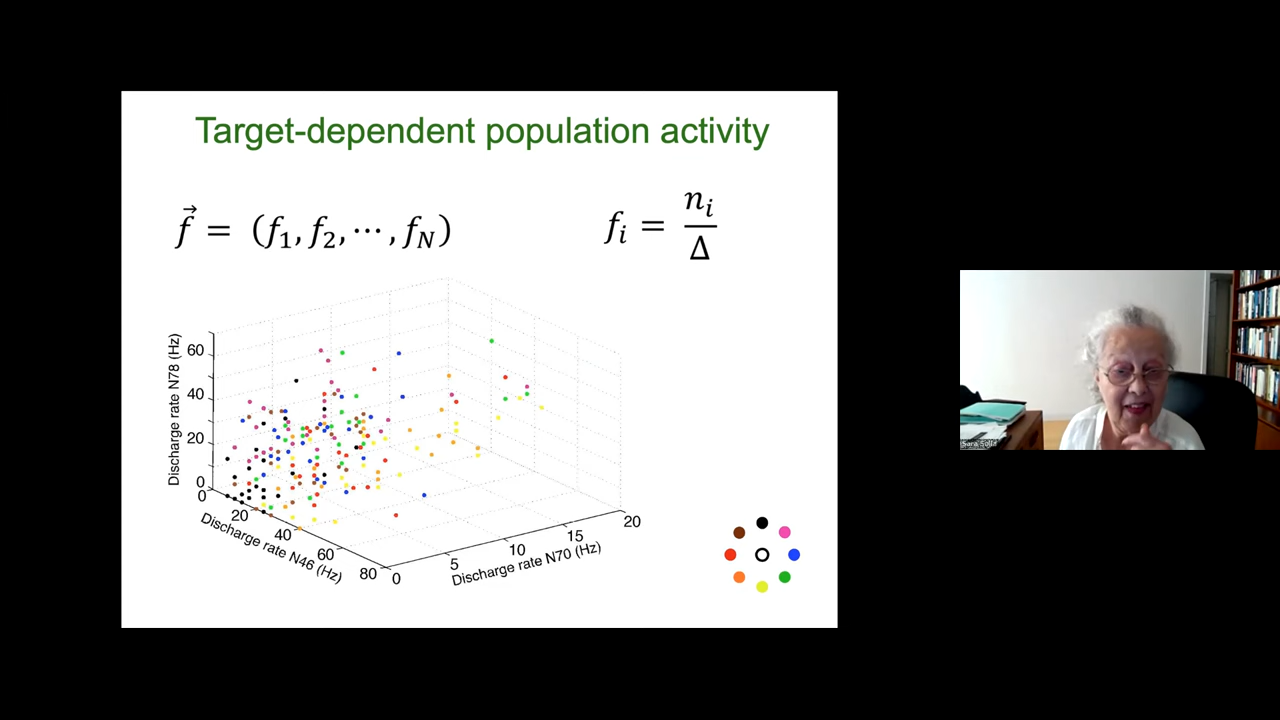 Target-dependent population activity
f⃗ = (f₁, f₂, ⋯, f_N)
fᵢ = nᵢ / Δ
Discharge rate N78 (Hz)
60
40
20
0
Discharge rate N46 (Hz)
0
20
40
60
80
Discharge rate N70 (Hz)
0
5
10
15
20
Sara Solla